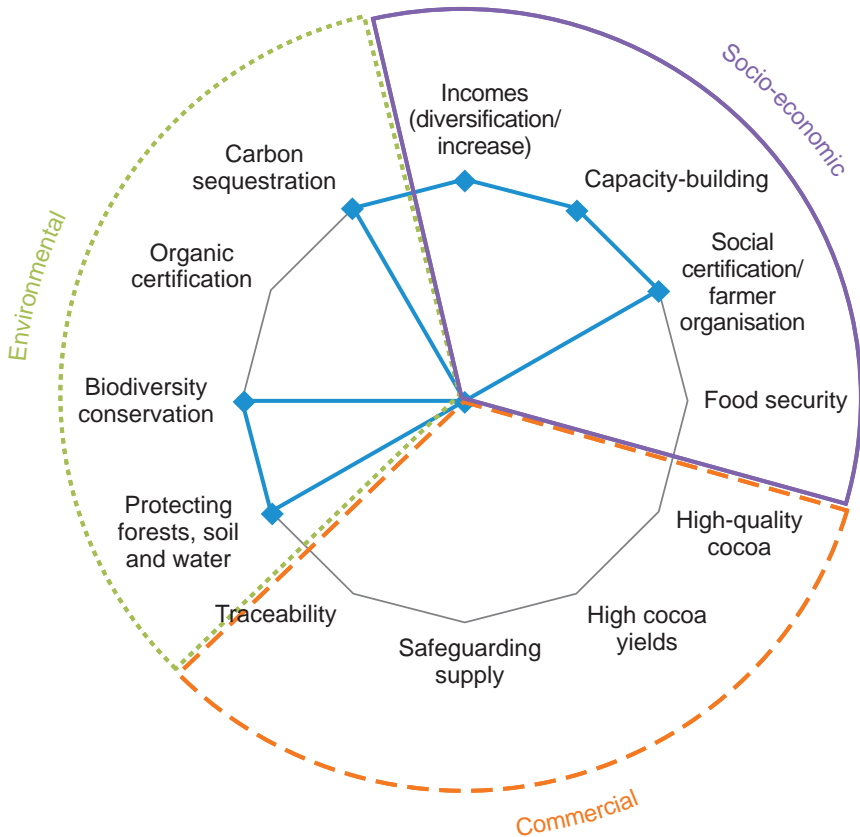 Socio-economic
Incomes
(diversification/
increase)
Capacity-building
Social
certification/
farmer
organisation
Food security
High-quality
cocoa
High cocoa
yields
Safeguarding
supply
Traceability
Protecting
forests, soil
and water
Biodiversity
conservation
Organic
certification
Carbon
sequestration
Environmental
Commercial